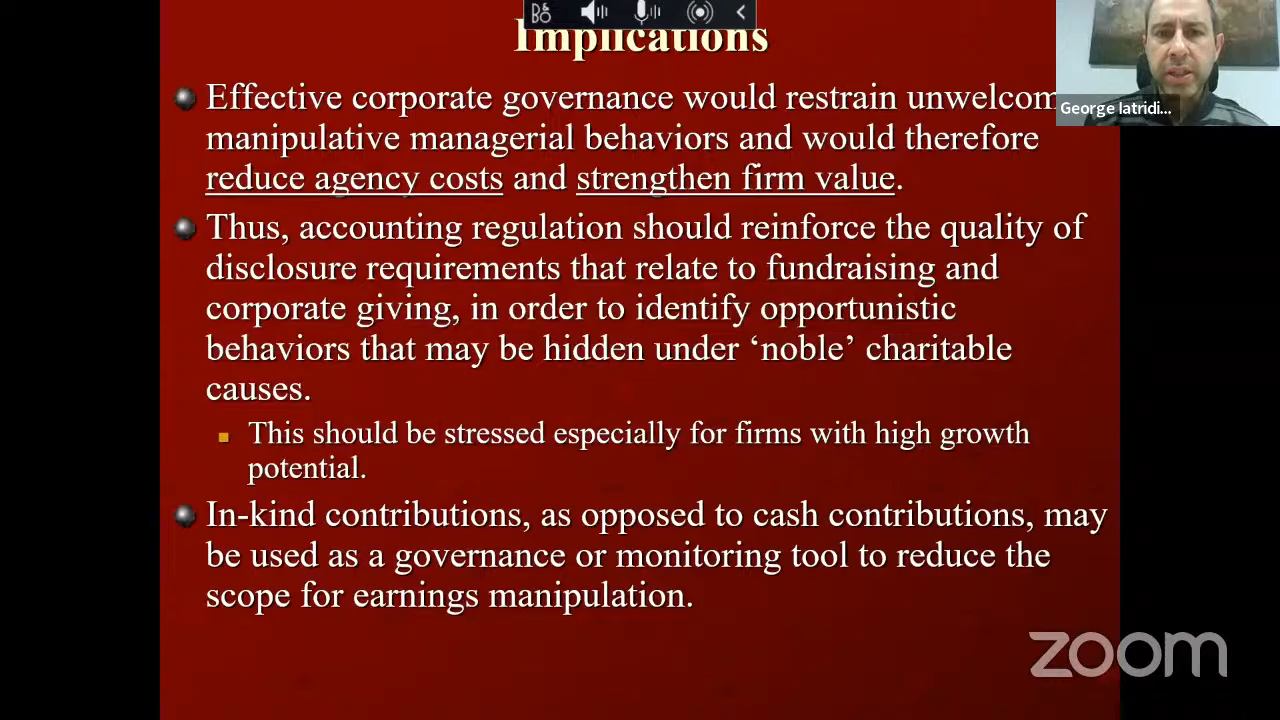 Implications
George Iatridi...
Effective corporate governance would restrain unwelcom
manipulative managerial behaviors and would therefore
reduce agency costs and strengthen firm value.
Thus, accounting regulation should reinforce the quality of
disclosure requirements that relate to fundraising and
corporate giving, in order to identify opportunistic
behaviors that may be hidden under ‘noble’ charitable
causes.
This should be stressed especially for firms with high growth
potential.
In-kind contributions, as opposed to cash contributions, may
be used as a governance or monitoring tool to reduce the
scope for earnings manipulation.
zoom